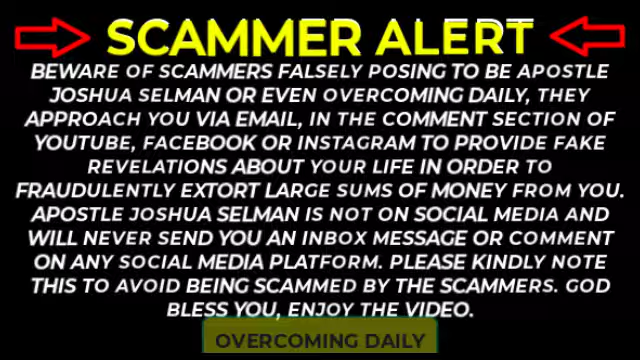 SCAMMER ALERT
BEWARE OF SCAMMERS FALSELY POSING TO BE APOSTLE
JOSHUA SELMAN OR EVEN OVERCOMING DAILY, THEY
APPROACH YOU VIA EMAIL, IN THE COMMENT SECTION OF
YOUTUBE, FACEBOOK OR INSTAGRAM TO PROVIDE FAKE
REVELATIONS ABOUT YOUR LIFE IN ORDER TO
FRAUDULENTLY EXTORT LARGE SUMS OF MONEY FROM YOU.
APOSTLE JOSHUA SELMAN IS NOT ON SOCIAL MEDIA AND
WILL NEVER SEND YOU AN INBOX MESSAGE OR COMMENT
ON ANY SOCIAL MEDIA PLATFORM. PLEASE KINDLY NOTE
THIS TO AVOID BEING SCAMMED BY THE SCAMMERS. GOD
BLESS YOU, ENJOY THE VIDEO.
OVERCOMING DAILY